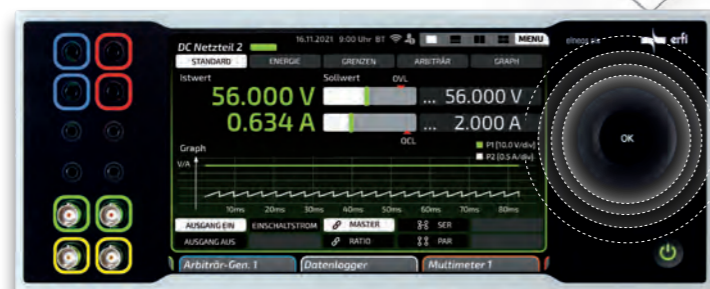 DC Netzteil 2 16.11.2021 9:00 Uhr BT MENU
elneos six erfi
STANDARD ENERGIE GRENZEN ARBITRÄR GRAPH
Istwert Sollwert OVL
56.000 V ... 56.000 V
0.634 A ... 2.000 A
OCL
OK
Graph P1 [10.0 V/div]
V/A P2 [0.5 A/div]
10ms 20ms 30ms 40ms 50ms 60ms 70ms 80ms
AUSGANG EIN EINSCHALTSTROM MASTER SER
AUSGANG AUS RATIO PAR
Arbiträr-Gen. 1 Datenlogger Multimeter 1